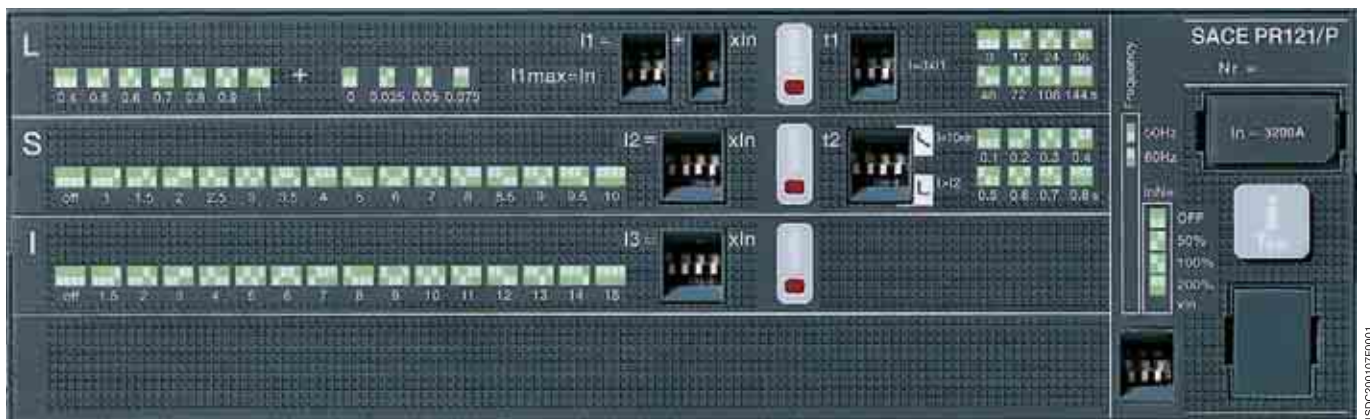 L
0.4 0.5 0.6 0.7 0.8 0.9 1 + 0 0.025 0.05 0.075
I1max=In
I1 = + xIn
t1
0 12 24 36
72 108 144 s
S
off 1 1.5 2 2.5 3 3.5 4 5 6 7 8 8.5 9 9.5 10
I2 = xIn
t2
0.1 0.2 0.3 0.4
0.5 0.6 0.7 0.8 s
I
off 1.5 2 3 4 5 6 7 8 9 10 11 12 13 14 15
I3 = xIn
Frequency
50Hz
60Hz
InN=
OFF
50%
100%
200%
xIn
SACE PR121/P
Nr =
In = 3200A
i
Test